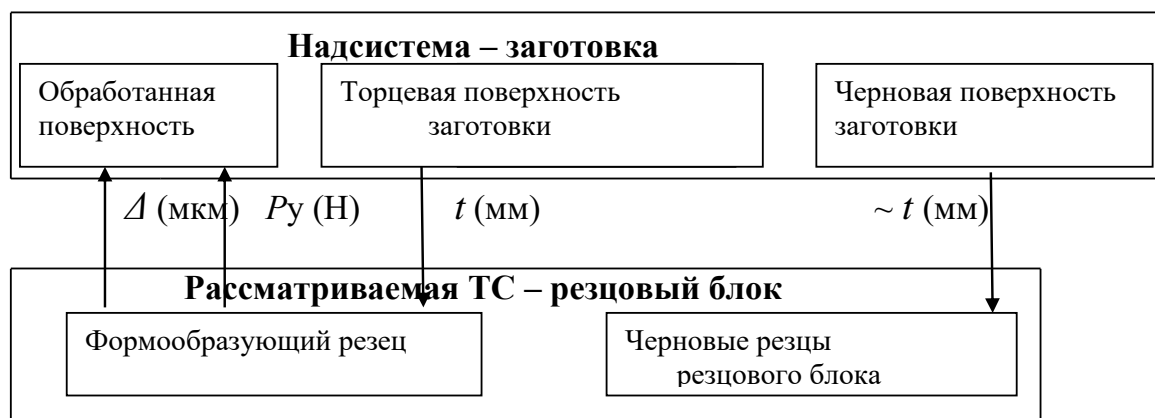 Надсистема – заготовка
Обработанная
поверхность
Торцевая поверхность
заготовки
Черновая поверхность
заготовки
Δ (мкм)
Ру (Н)
t (мм)
~ t (мм)
Рассматриваемая ТС – резцовый блок
Формообразующий резец
Черновые резцы
резцового блока